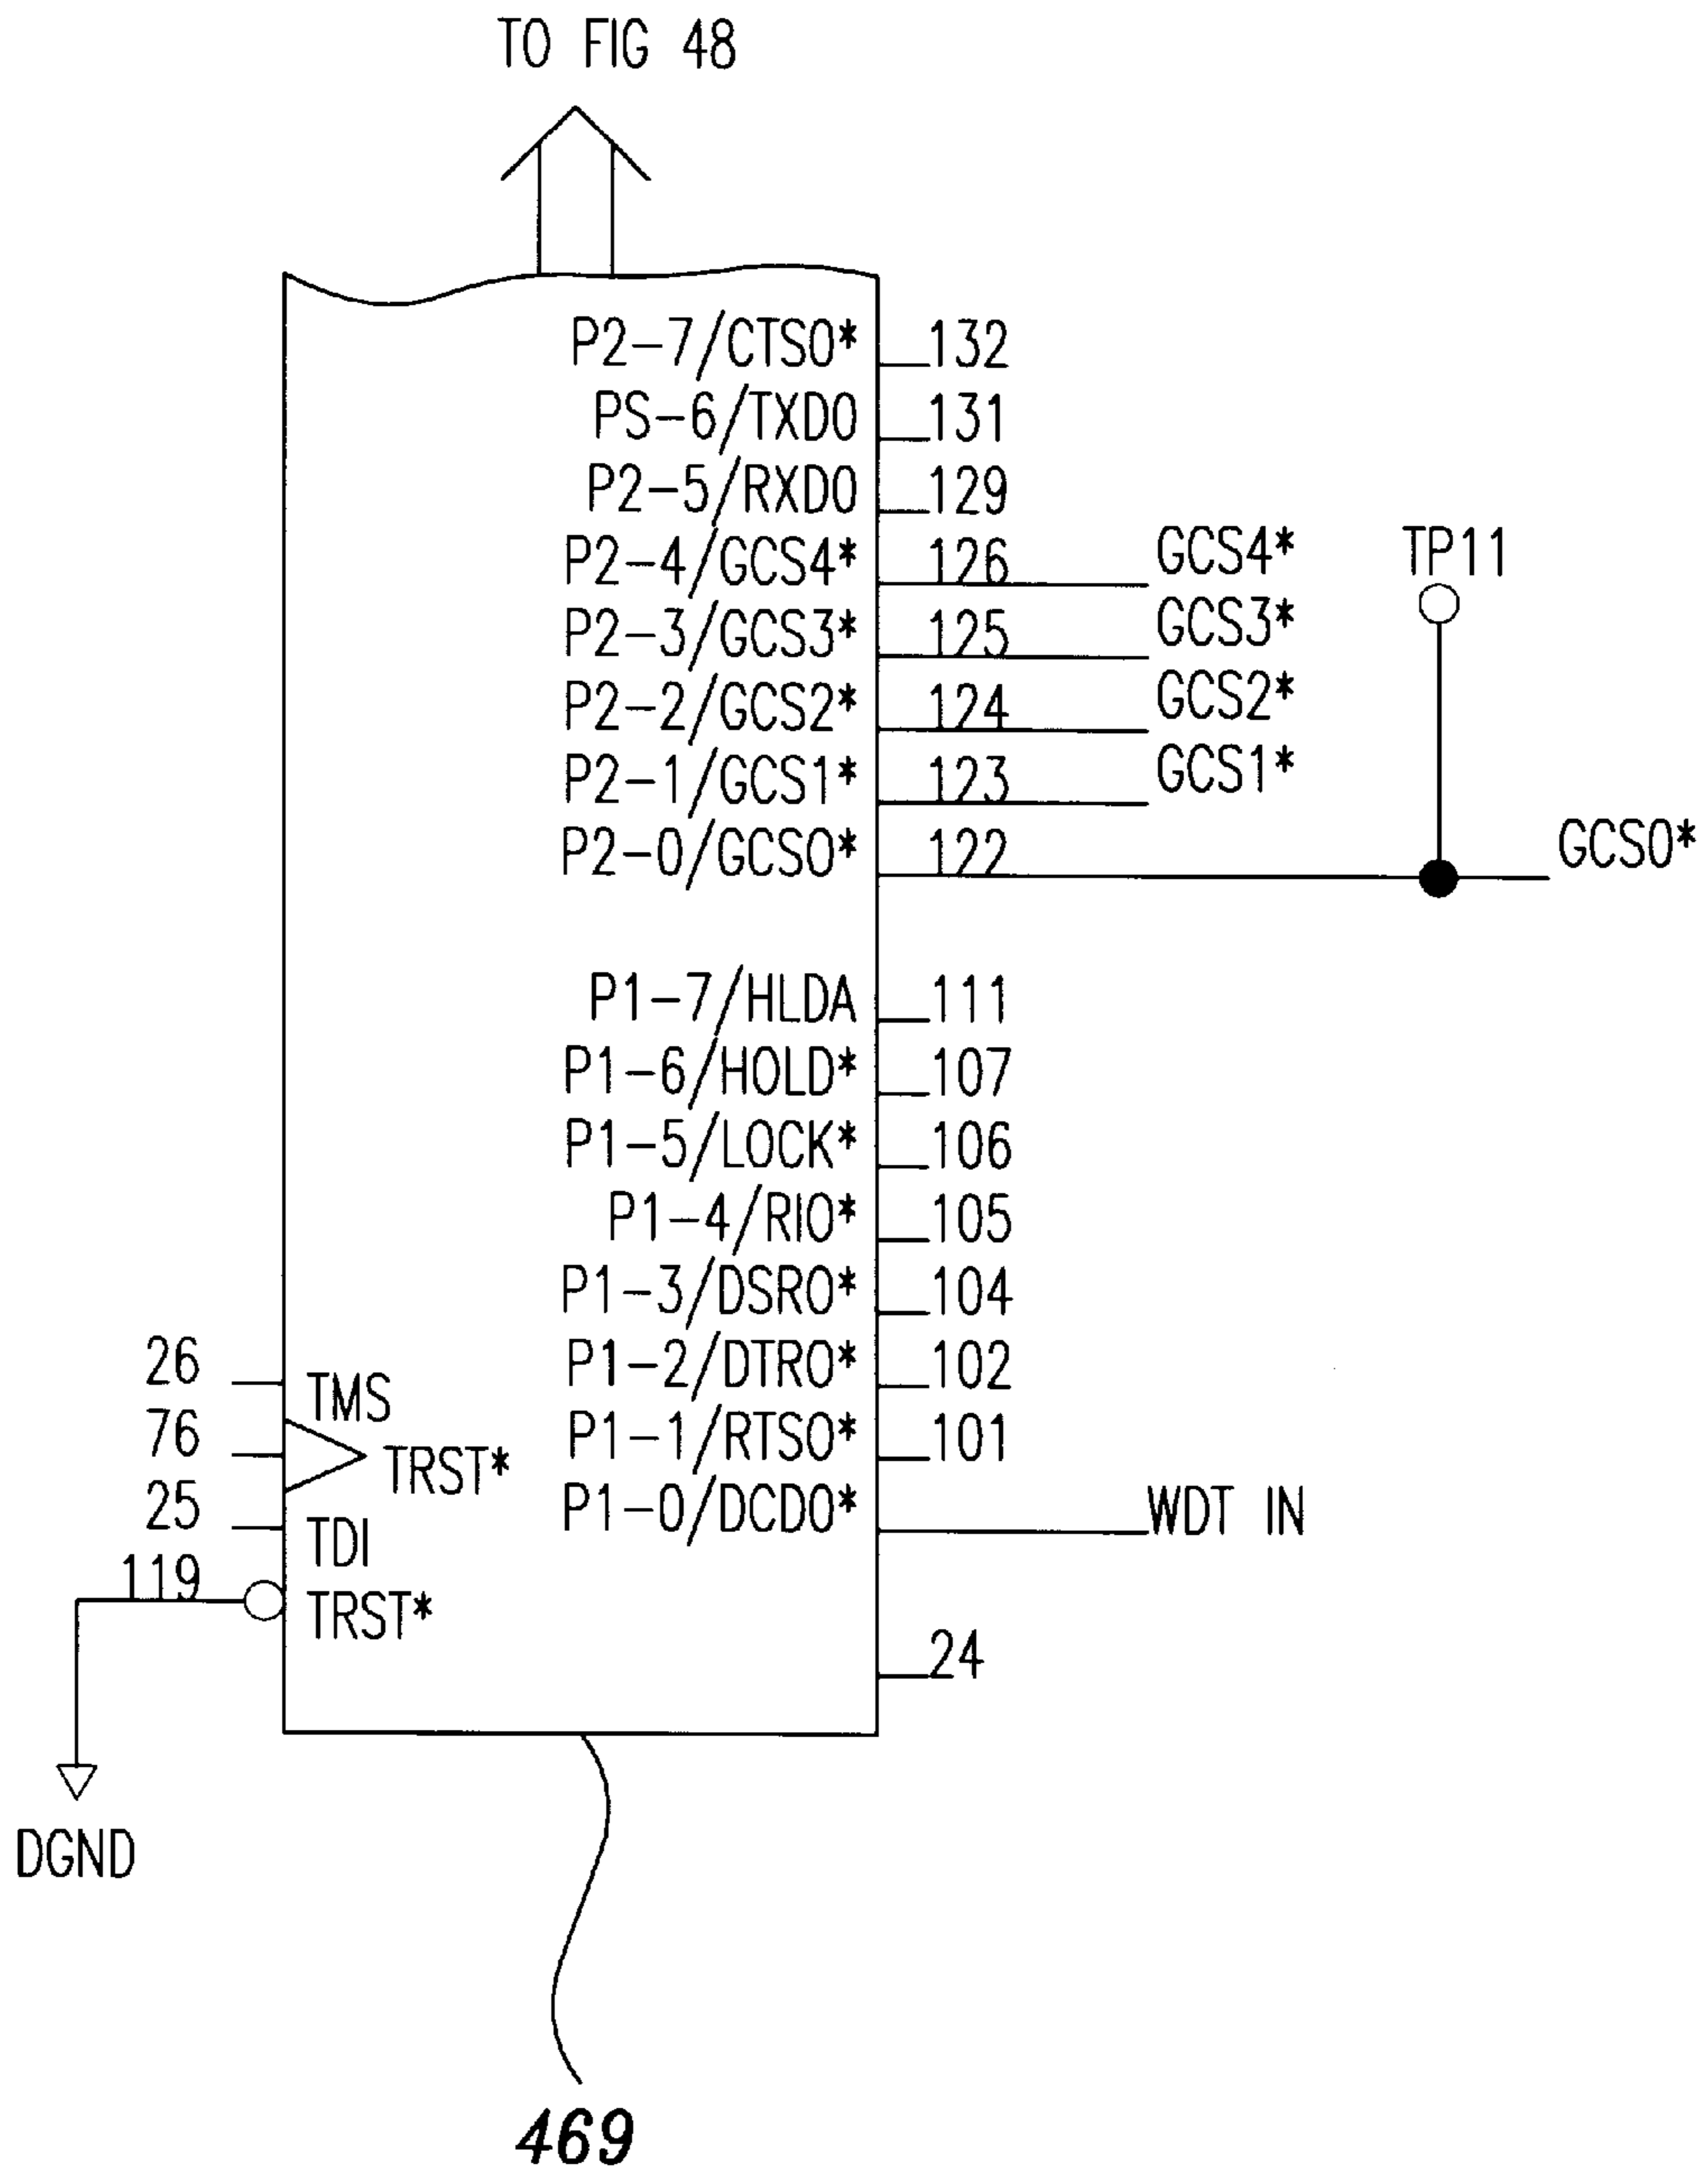 TO FIG 48
P2-7/CTS0* 132
PS-6/TXD0 131
P2-5/RXD0 129
P2-4/GCS4* 126 GCS4* TP11
P2-3/GCS3* 125 GCS3*
P2-2/GCS2* 124 GCS2*
P2-1/GCS1* 123 GCS1*
P2-0/GCS0* 122 GCS0*
P1-7/HLDA 111
P1-6/HOLD* 107
P1-5/LOCK* 106
P1-4/RI0* 105
P1-3/DSR0* 104
26 TMS P1-2/DTR0* 102
76 TRST* P1-1/RTS0* 101
25 TDI P1-0/DCD0* WDT IN
119 TRST*
24
DGND
469